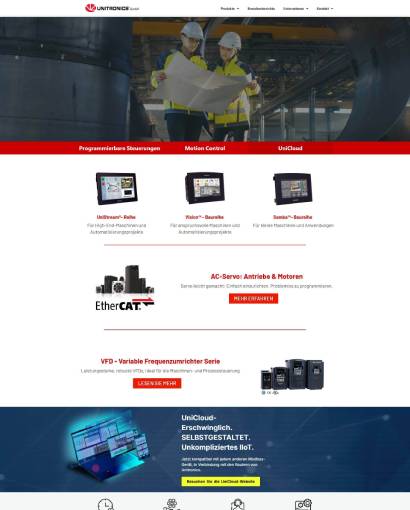 UNITRONICS GmbH
Produkte Branchenberichte Unternehmen Kontakt
Programmierbare Steuerungen Motion Control UniCloud
UniStream™- Reihe
Für High-End-Maschinen und
Automatisierungsprojekte
Vision™ - Baureihe
Für anspruchsvolle Maschinen und
Automatisierungsprojekte
Samba™- Baureihe
Für kleine Maschinen und Anwendungen
EtherCAT
AC-Servo: Antriebe & Motoren
Servo leicht gemacht: Einfach einzurichten. Problemlos zu programmieren.
MEHR ERFAHREN
VFD - Variable Frequenzumrichter Serie
Leistungsstarke, robuste VFDs, ideal für die Maschinen- und Prozesssteuerung
LESEN SIE MEHR
UniCloud-
Erschwinglich.
SELBSTGESTALTET.
Unkompliziertes IIoT.
Jetzt kompatibel mit jedem anderen Modbus-
Gerät, in Verbindung mit den Routern von
Besuchen Sie die UniCloud-Website